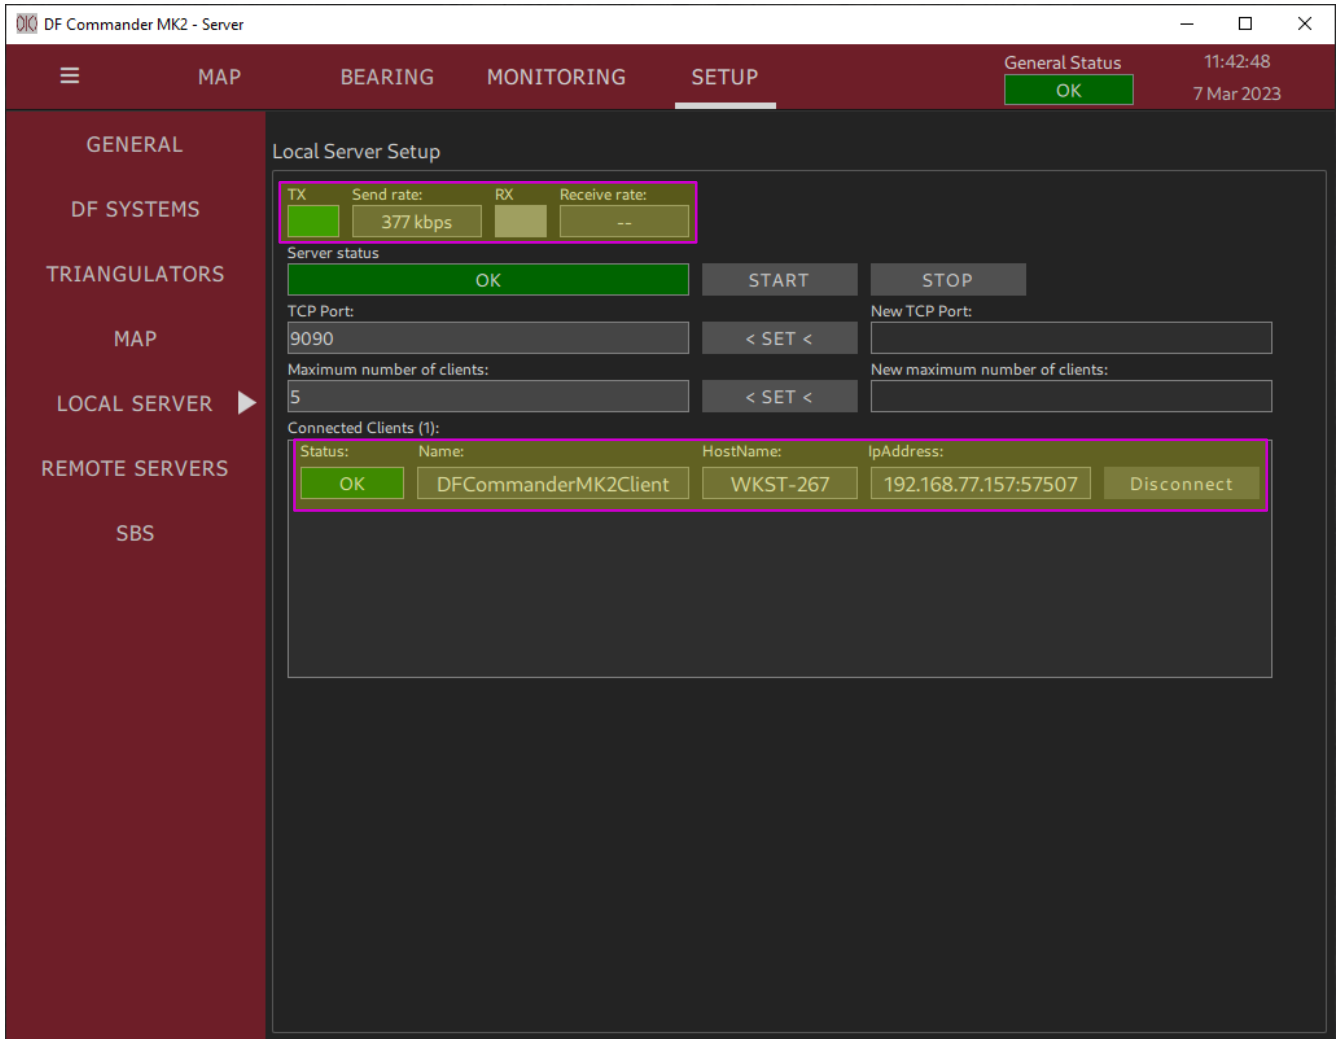 DF Commander MK2 - Server
MAP BEARING MONITORING SETUP
General Status
OK
11:42:48
7 Mar 2023
GENERAL
DF SYSTEMS
TRIANGULATORS
MAP
LOCAL SERVER
REMOTE SERVERS
SBS
Local Server Setup
TX Send rate: RX Receive rate:
377 kbps --
Server status
OK START STOP
TCP Port: New TCP Port:
9090 < SET <
Maximum number of clients: New maximum number of clients:
5 < SET <
Connected Clients (1):
Status: Name: HostName: IpAddress:
OK DFCommanderMK2Client WKST-267 192.168.77.157:57507 Disconnect